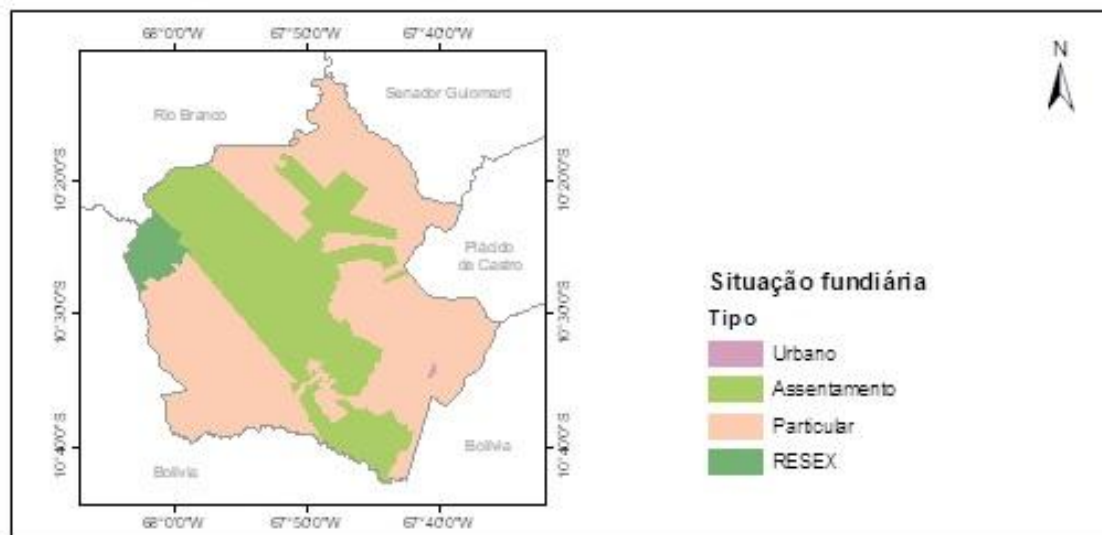 68°0'0"W 67°50'0"W 67°40'0"W
N
Senador Guiomard
Rio Branco
10°20'0"S 10°20'0"S
Plácido
de Castro
Situação fundiária
Tipo
10°30'0"S 10°30'0"S
Urbano
Assentamento
Particular
10°40'0"S 10°40'0"S
Bolívia
RESEX
Bolívia
68°0'0"W 67°50'0"W 67°40'0"W